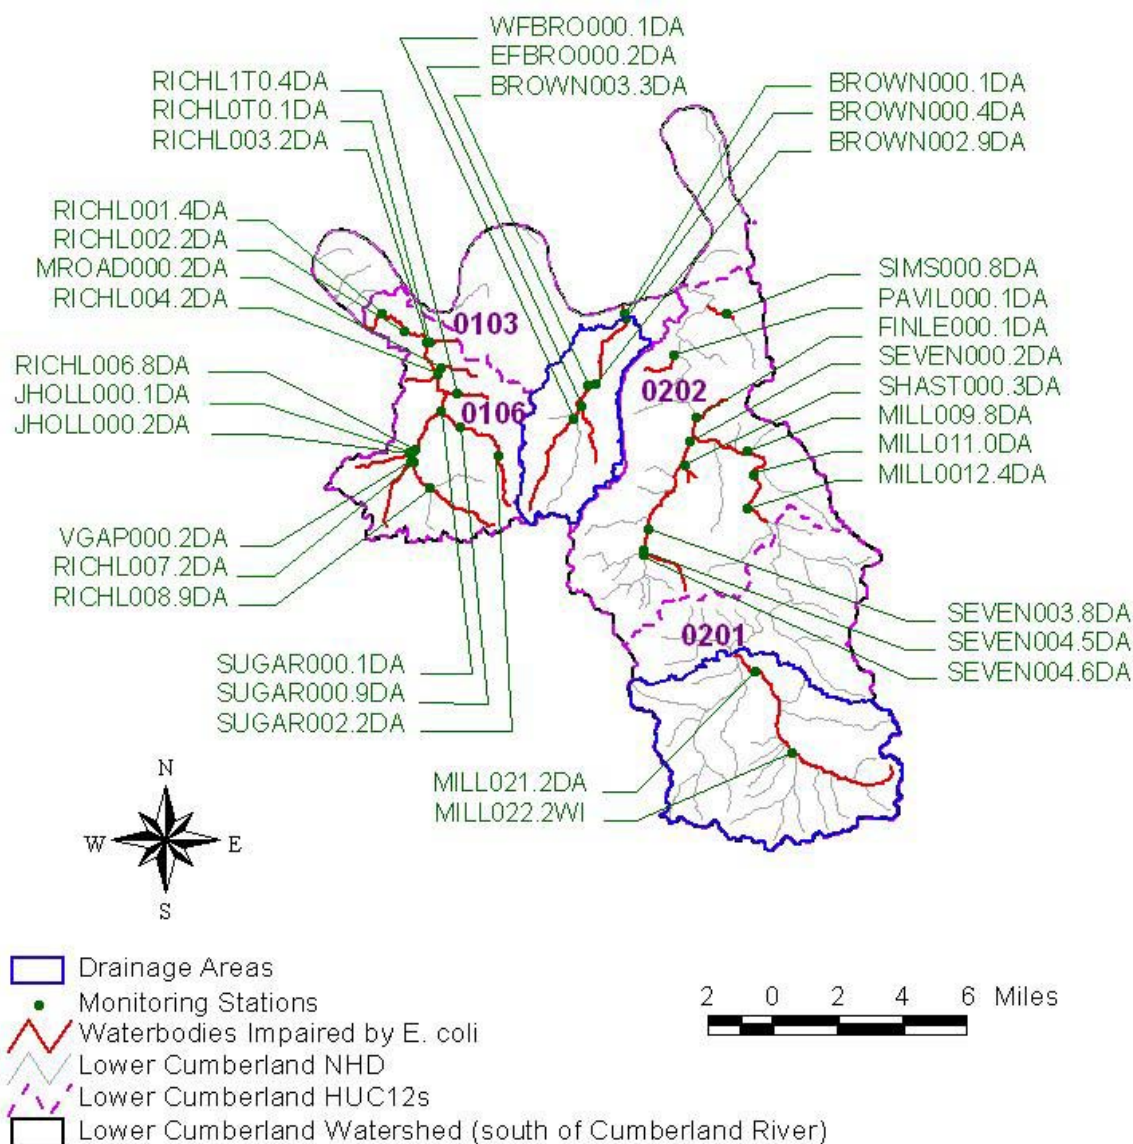 WFBRO000.1DA
EFBRO000.2DA
BROWN003.3DA
RICHL1T0.4DA
RICHL0T0.1DA
RICHL003.2DA
BROWN000.1DA
BROWN000.4DA
BROWN002.9DA
RICHL001.4DA
RICHL002.2DA
MROAD000.2DA
RICHL004.2DA
SIMS000.8DA
PAVIL000.1DA
FINLE000.1DA
SEVEN000.2DA
SHAST000.3DA
MILL009.8DA
MILL011.0DA
MILL0012.4DA
0103
0106
0202
RICHL006.8DA
JHOLL000.1DA
JHOLL000.2DA
VGAP000.2DA
RICHL007.2DA
RICHL008.9DA
SEVEN003.8DA
SEVEN004.5DA
SEVEN004.6DA
0201
SUGAR000.1DA
SUGAR000.9DA
SUGAR002.2DA
MILL021.2DA
MILL022.2WI
N
W E
S
Drainage Areas
Monitoring Stations
Waterbodies Impaired by E. coli
Lower Cumberland NHD
Lower Cumberland HUC12s
Lower Cumberland Watershed (south of Cumberland River)
2 0 2 4 6 Miles